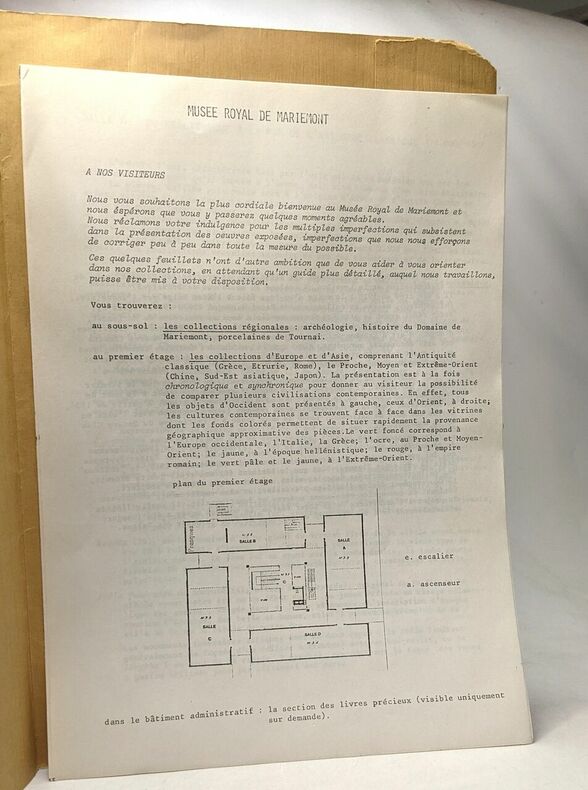 MUSEE ROYAL DE MARIEMONT
A NOS VISITEURS
Nous vous souhaitons la plus cordiale bienvenue au Musée Royal de Mariemont et
nous éspérons que vous y passerez quelques moments agréables.
Nous réclamons votre indulgence pour les multiples imperfections qui subsistent
dans la présentation des oeuvres exposées, imperfections que nous nous efforçons
de corriger peu à peu dans toute la mesure du possible.
Ces quelques feuillets n'ont d'autre ambition que de vous aider à vous orienter
dans nos collections, en attendant qu'un guide plus détaillé, auquel nous travaillons,
puisse être mis à votre disposition.
Vous trouverez :
au sous-sol : les collections régionales : archéologie, histoire du Domaine de
Mariemont, porcelaines de Tournai.
au premier étage : les collections d'Europe et d'Asie, comprenant l'Antiquité
classique (Grèce, Etrurie, Rome), le Proche, Moyen et Extrême-Orient
(Chine, Sud-Est asiatique, Japon). La présentation est à la fois
chronologique et synchronique pour donner au visiteur la possibilité
de comparer plusieurs civilisations contemporaines. En effet, tous
les objets d'Occident sont présentés à gauche, ceux d'Orient, à droite;
les cultures contemporaines se trouvent face à face dans les vitrines
dont les fonds colorés permettent de situer rapidement la provenance
géographique approximative des pièces.Le vert foncé correspond à
l'Europe occidentale, l'Italie, la Grèce; l'ocre, au Proche et Moyen-
Orient; le jaune, à l'époque hellénistique; le rouge, à l'empire
romain; le vert pâle et le jaune, à l'Extrême-Orient.
plan du premier étage
SALLE B
SALLE
A
e. escalier
a. ascenseur
SALLE
C
SALLE D
dans le bâtiment administratif : la section des livres précieux (visible uniquement
sur demande).